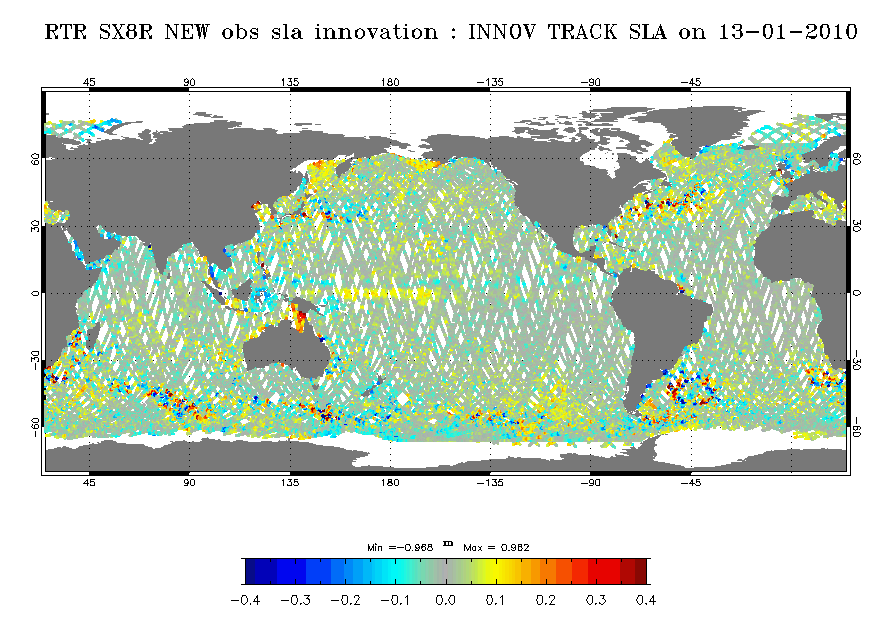 RTR SX8R NEW obs sla innovation : INNOV TRACK SLA on 13-01-2010
45 90 135 180 -135 -90 -45
60 60
30 30
0 0
-30 -30
-60 -60
45 90 135 180 -135 -90 -45
Min =-0.968 m Max = 0.982
-0.4 -0.3 -0.2 -0.1 0.0 0.1 0.2 0.3 0.4